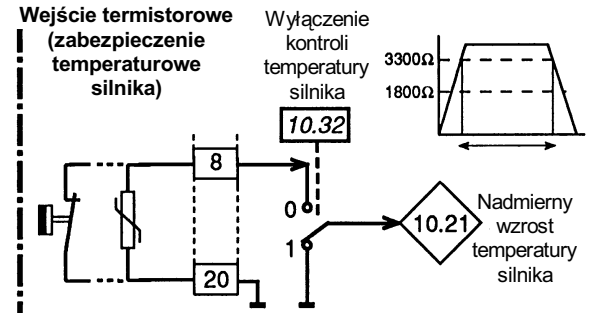 Wejście termistorowe
(zabezpieczenie
temperaturowe
silnika)
Wyłączenie
kontroli
temperatury
silnika
10.32
3300Ω
1800Ω
8
0
1
20
10.21
Nadmierny
wzrost
temperatury
silnika